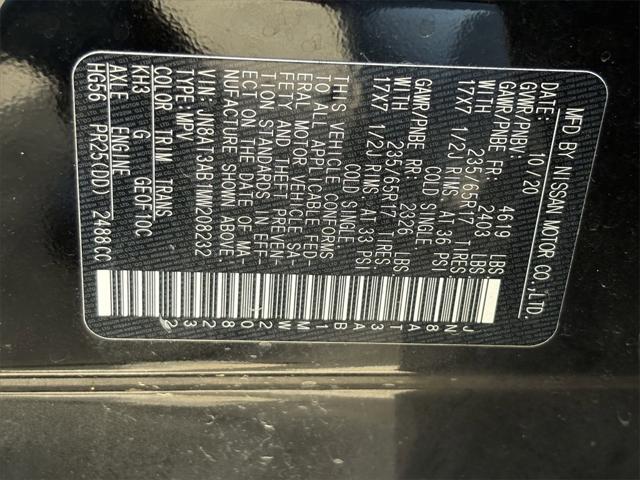 MFD BY NISSAN MOTOR CO., LTD.
10/20
GVWR/PNBV: 4619 LBS
GAWR/PNBE FR: 2403 LBS
WITH 235/65R17 TIRES
17X7 1/2J RIMS AT 36 PSI
COLD SINGLE
GAWR/PNBE RR: 2326 LBS
WITH 235/65R17 TIRES:
17X7 1/2J RIMS AT 33 PSI
COLD SINGLE
THIS VEHICLE CONFORMS
TO ALL APPLICABLE FED
ERAL MOTOR VEHICLE SA
FETY AND THEFT PREVEN
TION STANDARDS IN EFF-
ECT ON THE DATE OF MA
NUFACTURE SHOWN ABOVE
VIN: JN8AT3AB1MW208232
TYPE: MPV
COLOR TRIM TRANS
KH3 G GE0F10C
AXLE ENGINE
TG56 PR25(DD) 2488CC
JN8AT3AB1MW208232